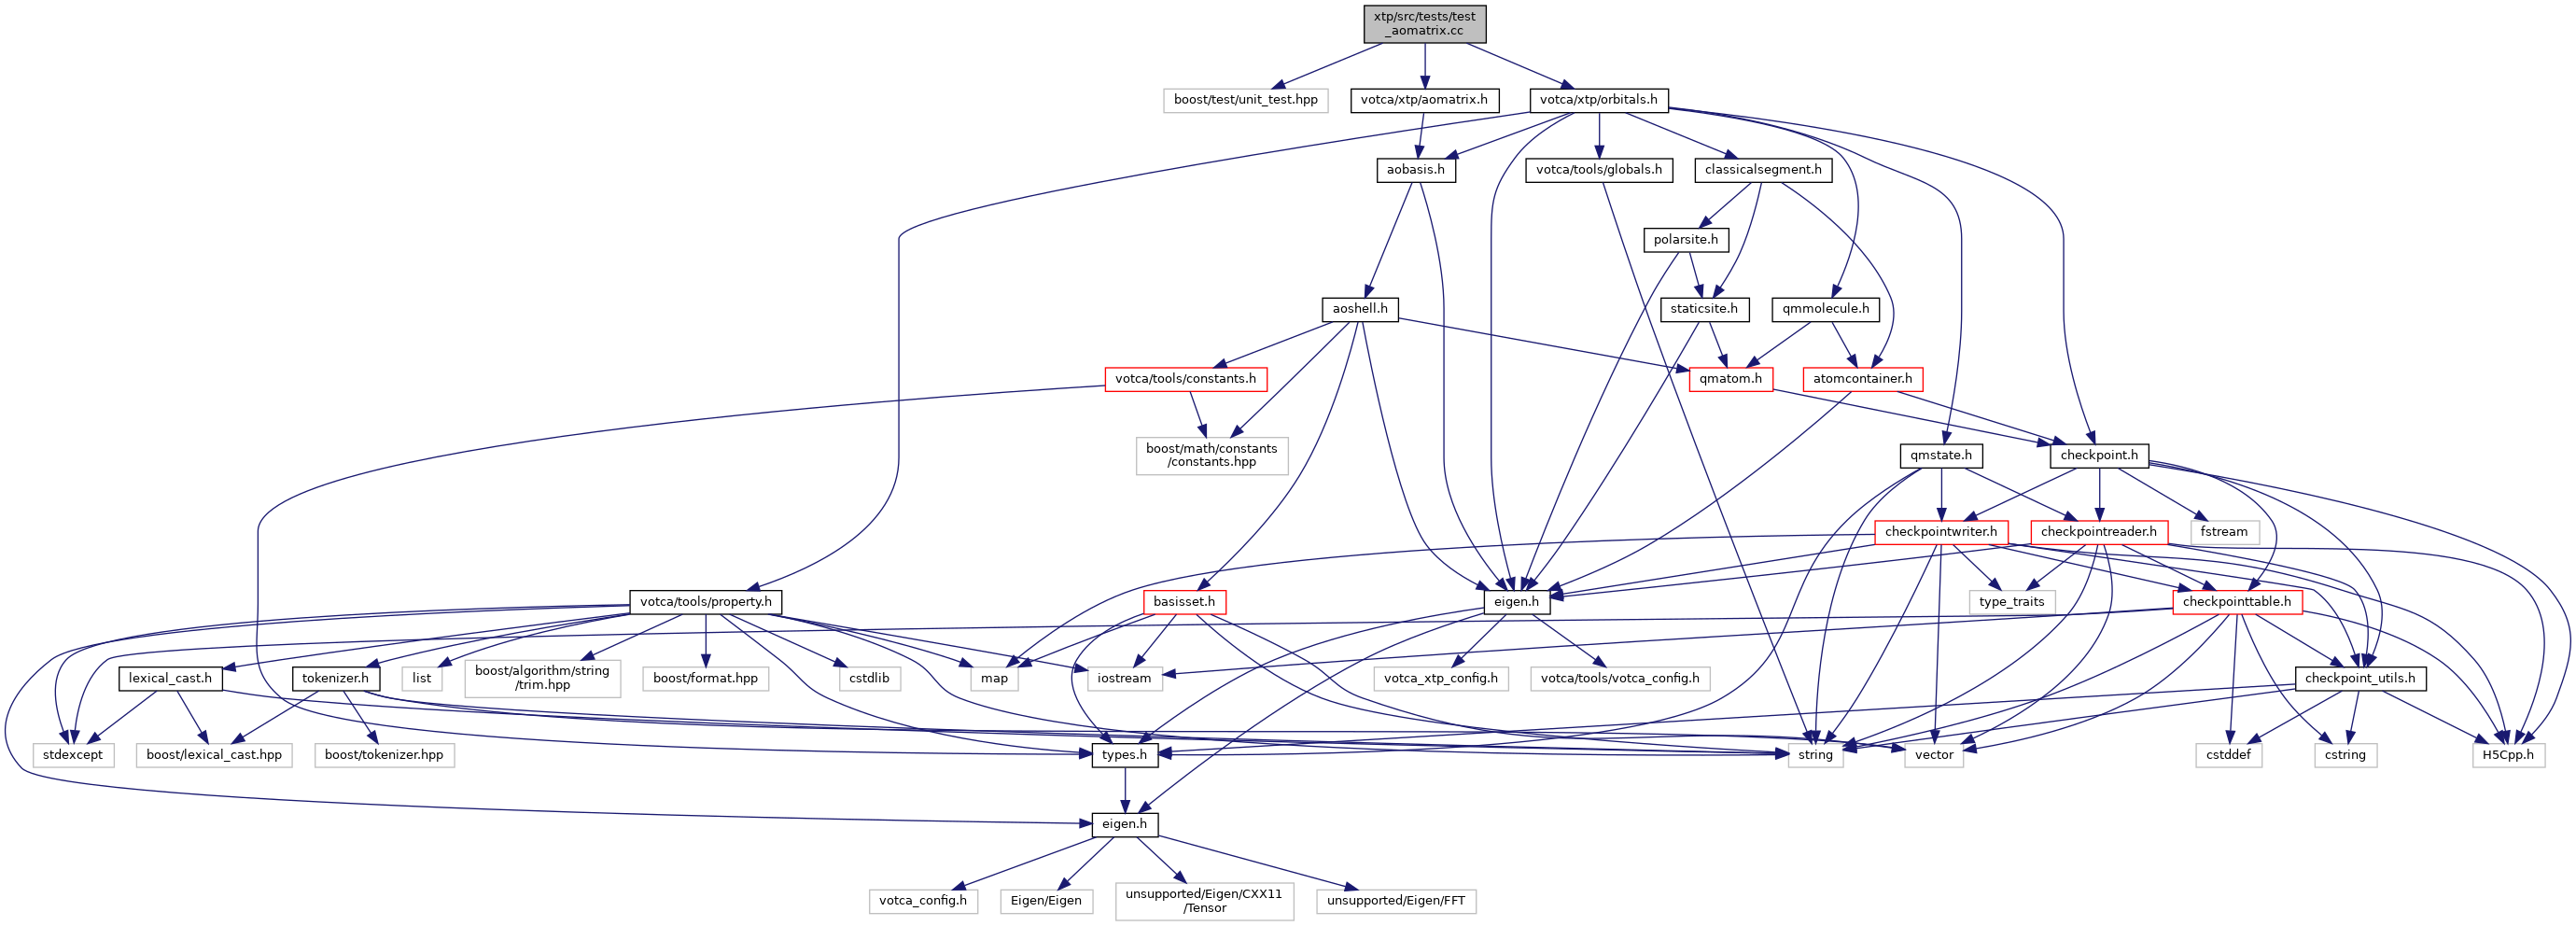 xtp/src/tests/test
_aomatrix.cc
boost/test/unit_test.hpp
votca/xtp/aomatrix.h
votca/xtp/orbitals.h
aobasis.h
votca/tools/globals.h
classicalsegment.h
polarsite.h
aoshell.h
staticsite.h
qmmolecule.h
votca/tools/constants.h
qmatom.h
atomcontainer.h
boost/math/constants
/constants.hpp
qmstate.h
checkpoint.h
checkpointwriter.h
checkpointreader.h
fstream
votca/tools/property.h
basisset.h
eigen.h
type_traits
checkpointtable.h
lexical_cast.h
tokenizer.h
list
boost/algorithm/string
/trim.hpp
boost/format.hpp
cstdlib
map
iostream
votca_xtp_config.h
votca/tools/votca_config.h
checkpoint_utils.h
stdexcept
boost/lexical_cast.hpp
boost/tokenizer.hpp
types.h
string
vector
cstddef
cstring
H5Cpp.h
eigen.h
votca_config.h
Eigen/Eigen
unsupported/Eigen/CXX11
/Tensor
unsupported/Eigen/FFT